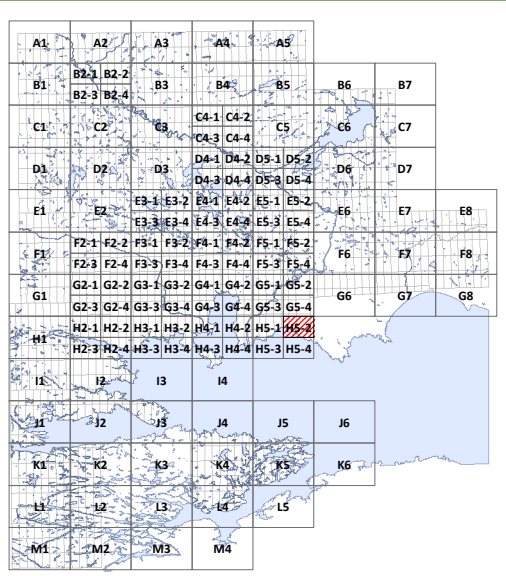 A1 A2 A3 A4 A5
B2-1 B2-2
B1 B3 B4 B5 B6 B7
B2-3 B2-4
C4-1 C4-2
C1 C2 C3 C5 C6 C7
C4-3 C4-4
D4-1 D4-2 D5-1 D5-2
D1 D2 D3 D6 D7
D4-3 D4-4 D5-3 D5-4
E3-1 E3-2 E4-1 E4-2 E5-1 E5-2
E1 E2 E6 E7 E8
E3-3 E3-4 E4-3 E4-4 E5-3 E5-4
F2-1 F2-2 F3-1 F3-2 F4-1 F4-2 F5-1 F5-2
F1 F6 F7 F8
F2-3 F2-4 F3-3 F3-4 F4-3 F4-4 F5-3 F5-4
G2-1 G2-2 G3-1 G3-2 G4-1 G4-2 G5-1 G5-2
G1 G6 G7 G8
G2-3 G2-4 G3-3 G3-4 G4-3 G4-4 G5-3 G5-4
H2-1 H2-2 H3-1 H3-2 H4-1 H4-2 H5-1 H5-2
H1
H2-3 H2-4 H3-3 H3-4 H4-3 H4-4 H5-3 H5-4
I1 I2 I3 I4
J1 J2 J3 J4 J5 J6
K1 K2 K3 K4 K5 K6
L1 L2 L3 L4 L5
M1 M2 M3 M4